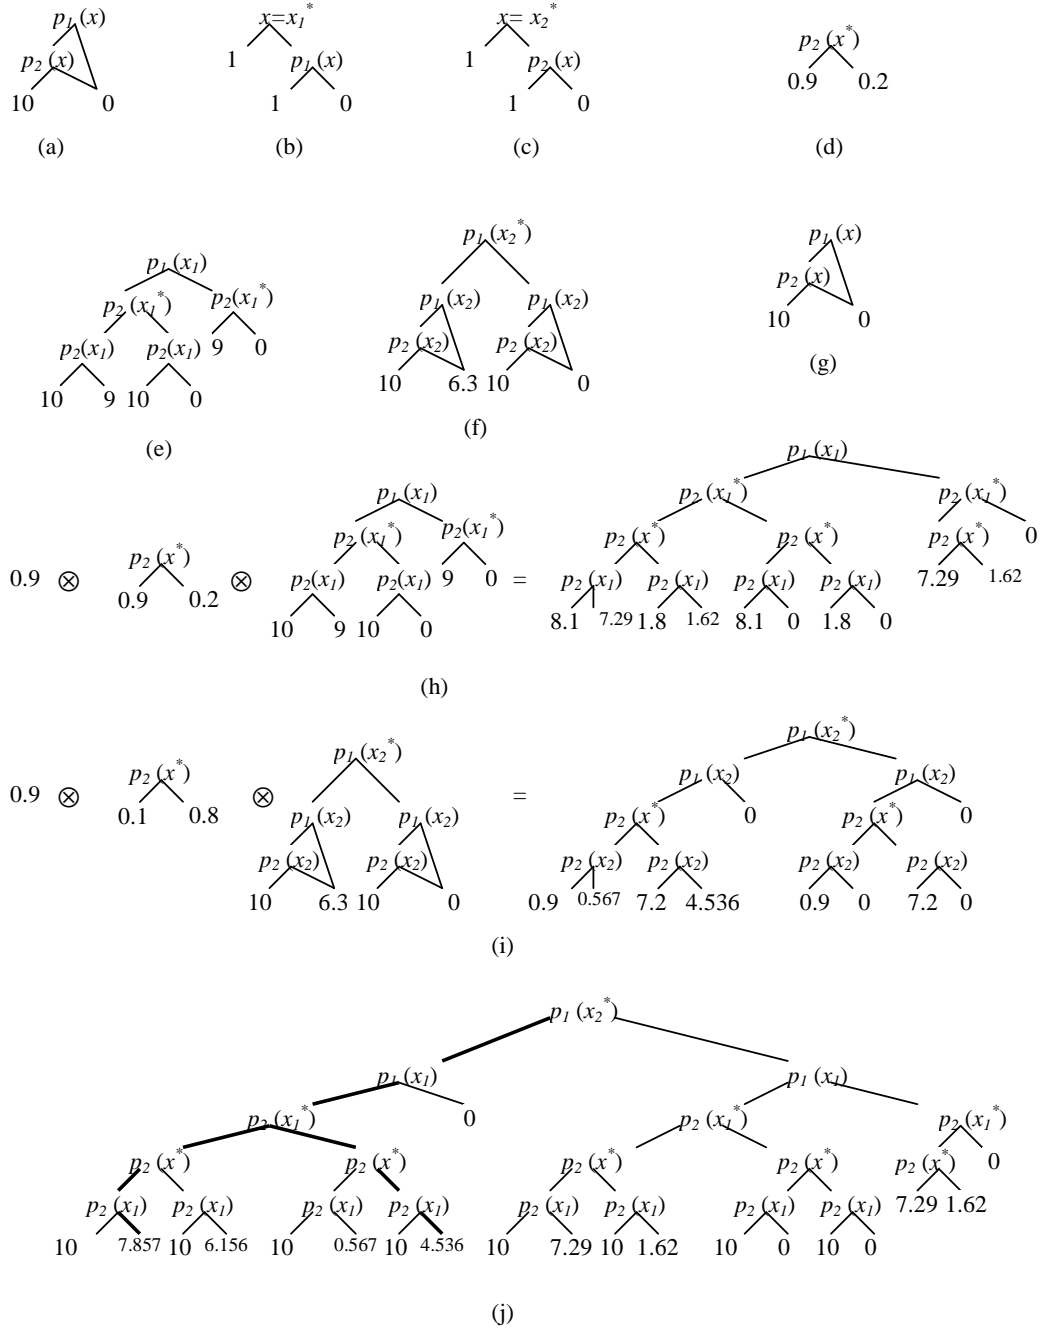 p₁ (x) x=x₁* x= x₂*
1 1 p₂ (x*)
p₂ (x) p₁ (x) p₂ (x)
0.9 0.2
10 0 1 0 1 0
(a) (b) (c) (d)
p₁ (x₂*) p₁ (x)
p₁ (x₁)
p₂ (x₁*) p₂(x₁*) p₁ (x₂) p₁ (x₂) p₂ (x)
p₂(x₁) p₂(x₁) 9 0 p₂ (x₂) p₂ (x₂) 10 0
10 9 10 0 10 6.3 10 0 (g)
(e) (f)
p₁ (x₁)
p₁ (x₁) p₂ (x₁*) p₂ (x₁*)
p₂ (x₁*) p₂(x₁*) p₂ (x*) p₂ (x*) p₂ (x*) 0
0.9 ⊗ p₂ (x*) 0.9 0.2 ⊗ p₂(x₁) p₂(x₁) 9 0 = p₂ (x₁) p₂ (x₁) p₂ (x₁) p₂ (x₁) 7.29 1.62
10 9 10 0 8.1 7.29 1.8 1.62 8.1 0 1.8 0
(h)
p₁ (x₂*) p₁ (x₂*)
p₁ (x₂) p₁ (x₂)
0.9 ⊗ p₂ (x*) 0.1 0.8 ⊗ p₁ (x₂) p₁ (x₂) = p₂ (x*) 0 p₂ (x*) 0
p₂ (x₂) p₂ (x₂) p₂ (x₂) p₂ (x₂) p₂ (x₂) p₂ (x₂)
10 6.3 10 0 0.9 0.567 7.2 4.536 0.9 0 7.2 0
(i)
p₁ (x₂*)
p₁ (x₁) p₁ (x₁)
p₂ (x₁*) 0 p₂ (x₁*) p₂ (x₁*)
p₂ (x*) p₂ (x*) p₂ (x*) p₂ (x*) p₂ (x*) 0
p₂ (x₁) p₂ (x₁) p₂ (x₁) p₂ (x₁) p₂ (x₁) p₂ (x₁) p₂ (x₁) p₂ (x₁) 7.29 1.62
10 7.857 10 6.156 10 0.567 10 4.536 10 7.29 10 1.62 10 0 10 0
(j)